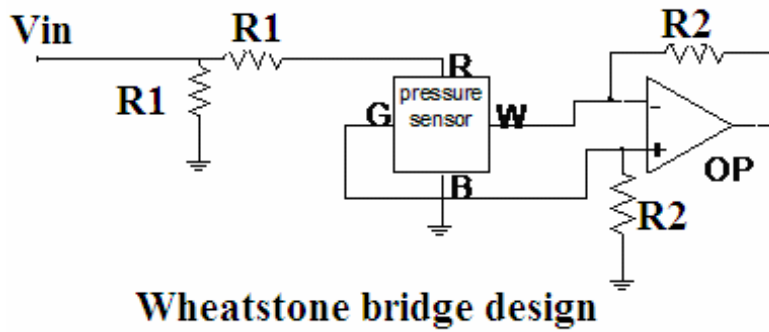 Vin
R1
R2
R1
R
pressure
sensor
G
W
-
+
OP
B
R2
Wheatstone bridge design